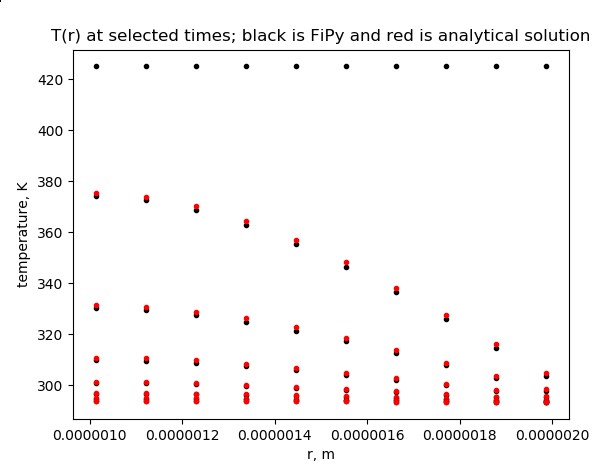 T(r) at selected times; black is FiPy and red is analytical solution
420
400
380
360
340
320
300
temperature, K
0.0000010 0.0000012 0.0000014 0.0000016 0.0000018 0.0000020
r, m